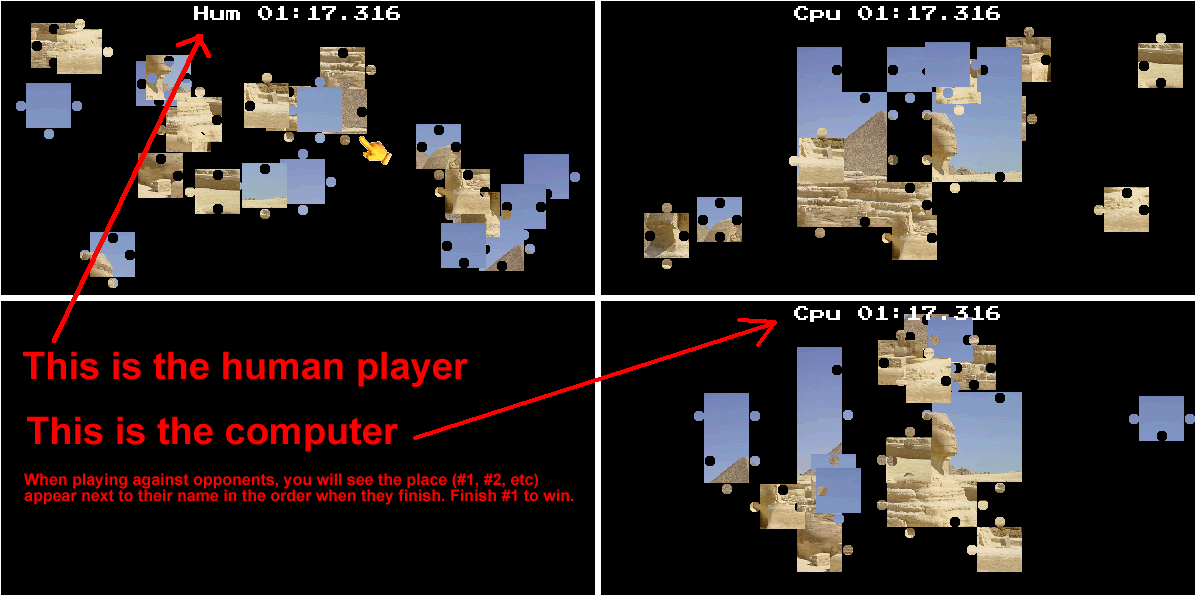 Hum 01:17.316
Cpu 01:17.316
Cpu 01:17.316
This is the human player
This is the computer
When playing against opponents, you will see the place (#1, #2, etc)
appear next to their name in the order when they finish. Finish #1 to win.